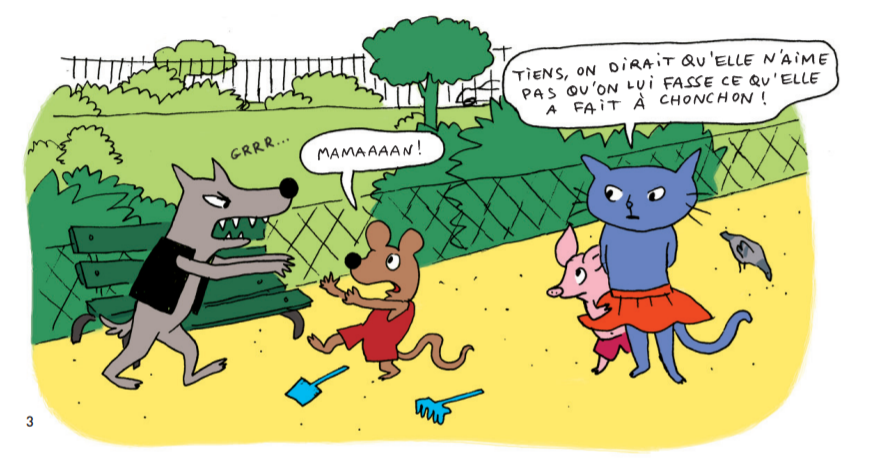 TIENS, ON DIRAIT QU'ELLE N'AIME
PAS QU'ON LUI FASSE CE QU'ELLE
A FAIT À CHONCHON !
GRRR...
MAMAAAAN !
3